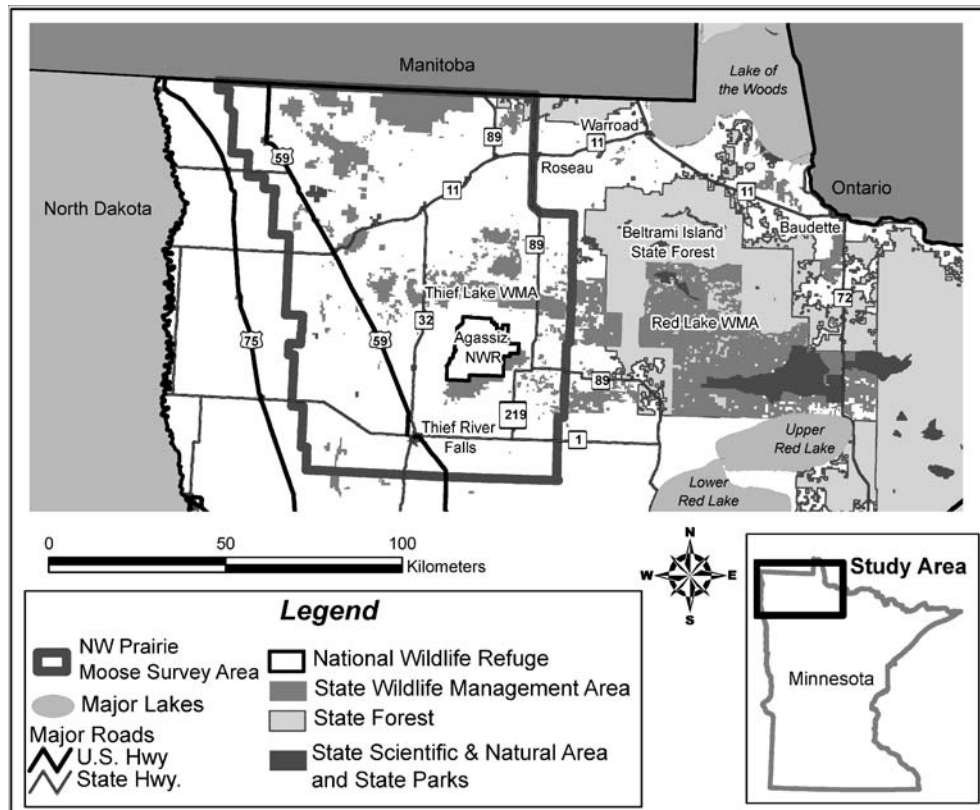 Manitoba
Lake of
the Woods
Warroad
89
11
59
11
Roseau
Ontario
North Dakota
11
11
Baudette
Beltrami Island
State Forest
32
89
Thief Lake WMA
72
Red Lake WMA
75
59
Agassiz
NWR
89
219
Thief River
Falls
1
Upper
Red Lake
Lower
Red Lake
0 50 100
Kilometers
N
W E
S
Study Area
Minnesota
Legend
NW Prairie
Moose Survey Area
Major Lakes
Major Roads
U.S. Hwy
State Hwy.
National Wildlife Refuge
State Wildlife Management Area
State Forest
State Scientific & Natural Area
and State Parks